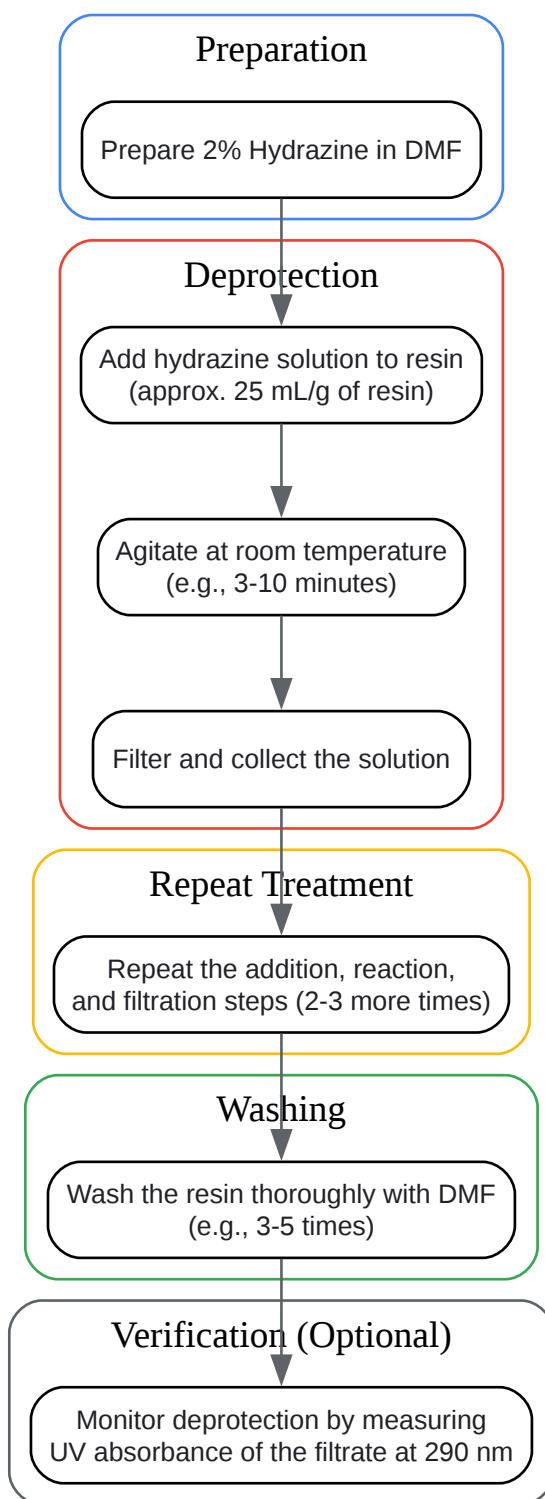 Preparation
Prepare 2% Hydrazine in DMF
Deprotection
Add hydrazine solution to resin
(approx. 25 mL/g of resin)
Agitate at room temperature
(e.g., 3-10 minutes)
Filter and collect the solution
Repeat Treatment
Repeat the addition, reaction,
and filtration steps (2-3 more times)
Washing
Wash the resin thoroughly with DMF
(e.g., 3-5 times)
Verification (Optional)
Monitor deprotection by measuring
UV absorbance of the filtrate at 290 nm